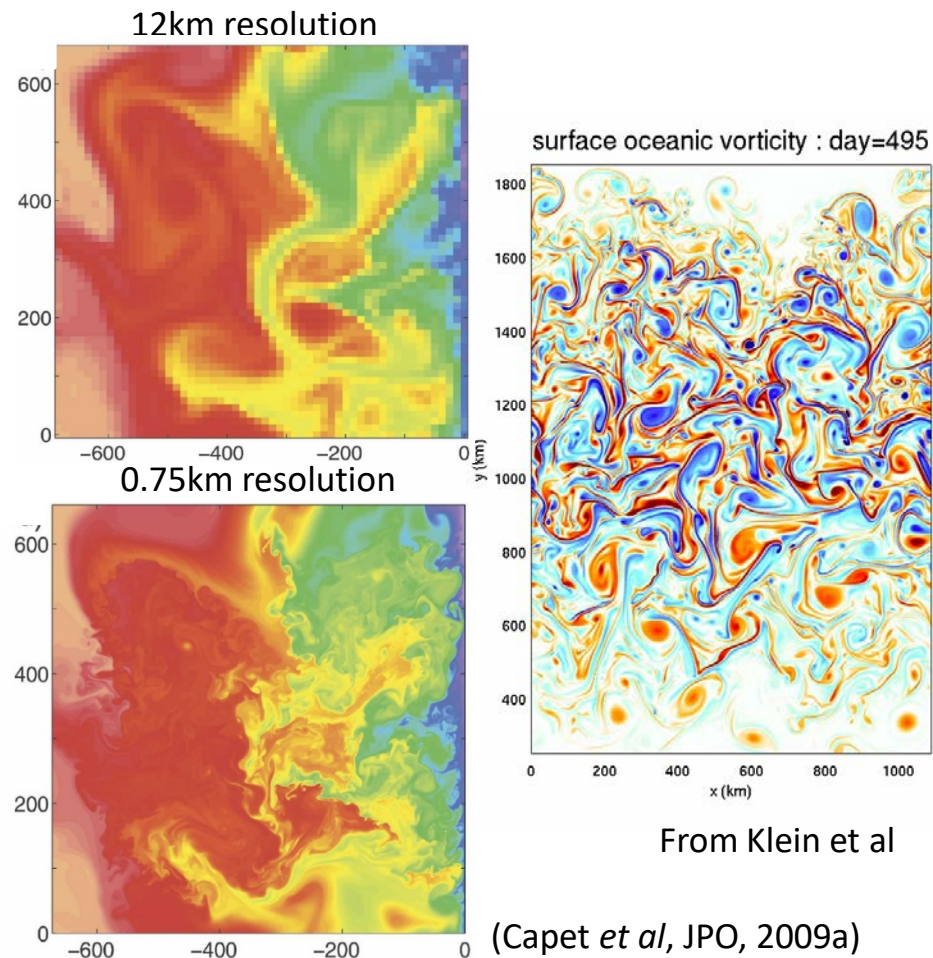 12km resolution
600
400
200
0
−600 −400 −200 0
0.75km resolution
600
400
200
0
−600 −400 −200 0
surface oceanic vorticity : day=495
1800
1600
1400
1200
1000
800
600
400
y (km)
0 200 400 600 800 1000
x (km)
From Klein et al
(Capet et al, JPO, 2009a)